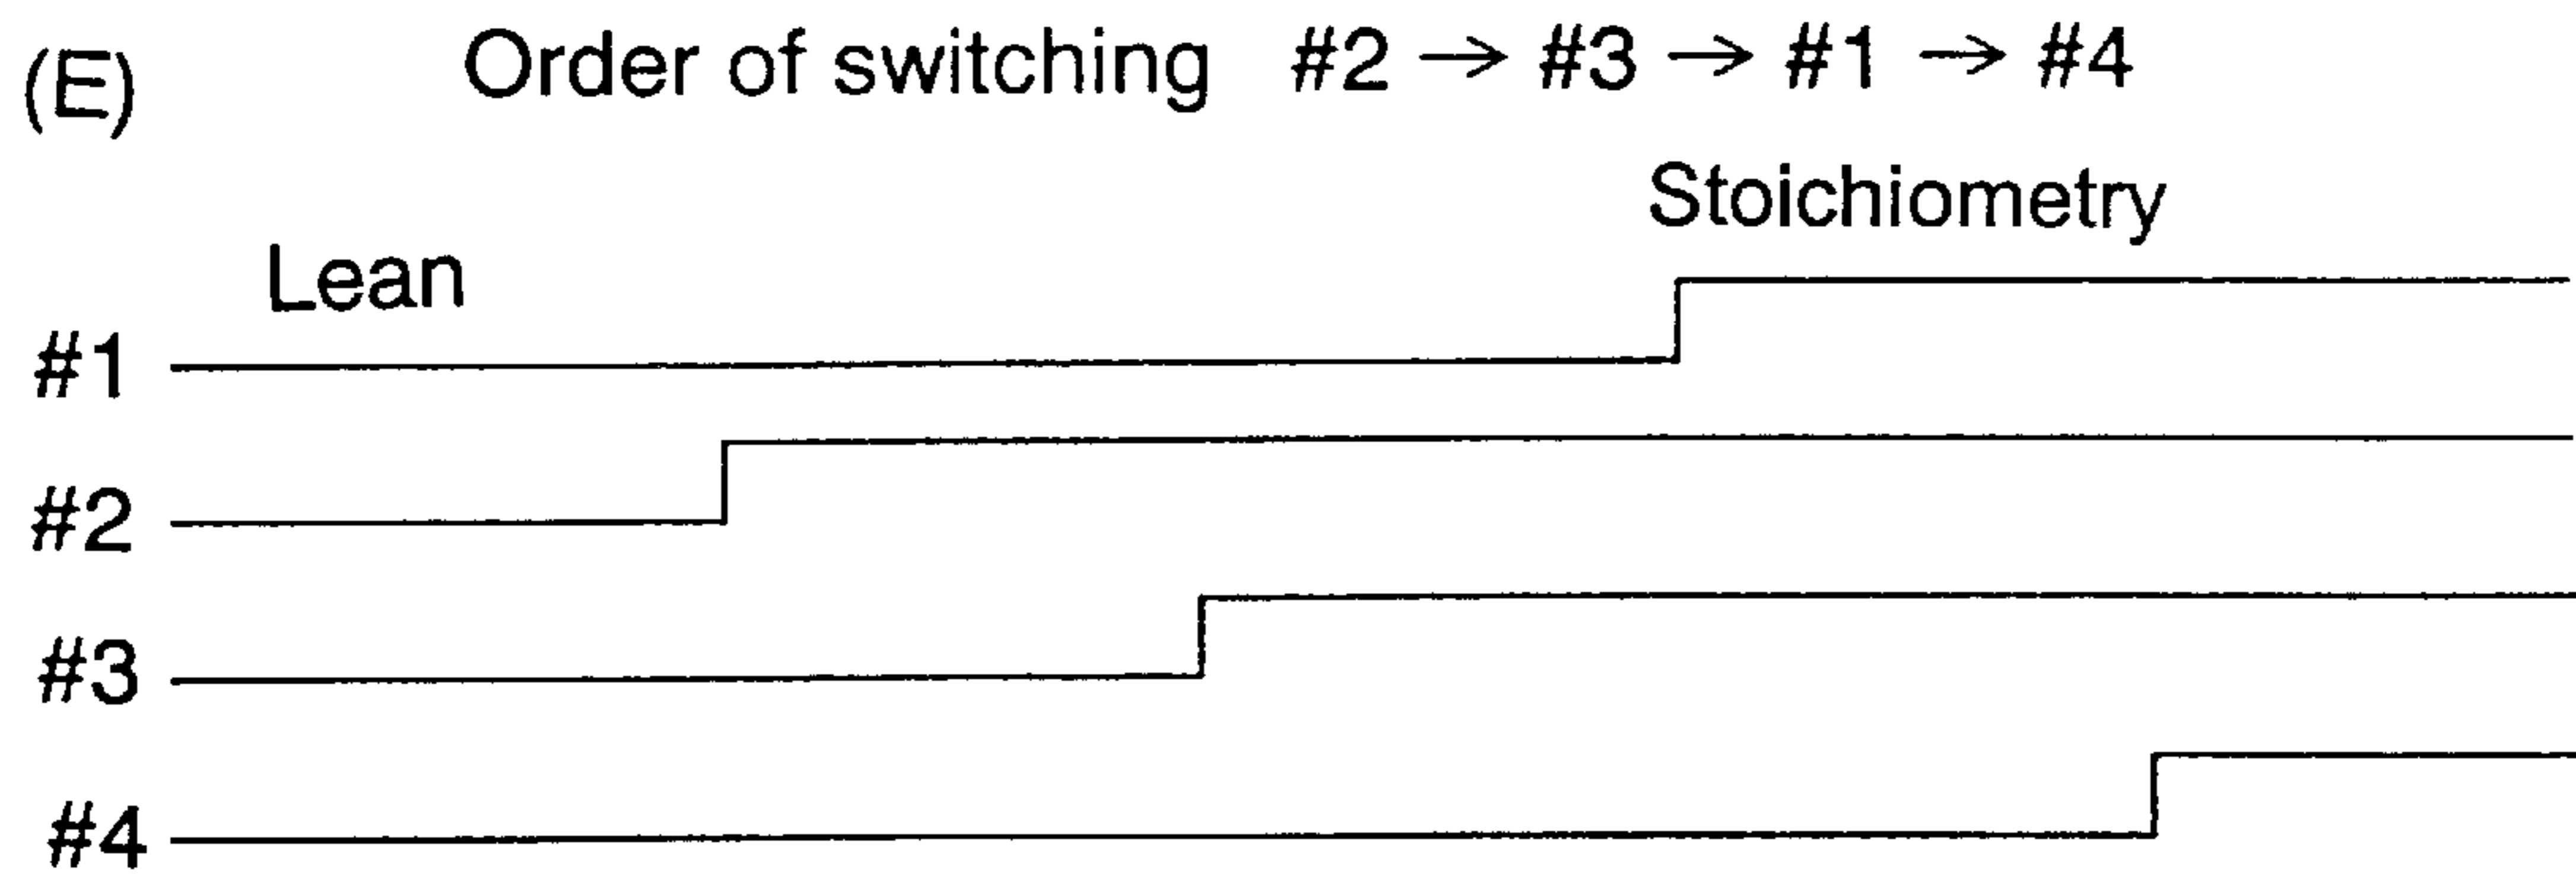 (E) Order of switching #2 → #3 → #1 → #4
Stoichiometry
Lean
#1
#2
#3
#4